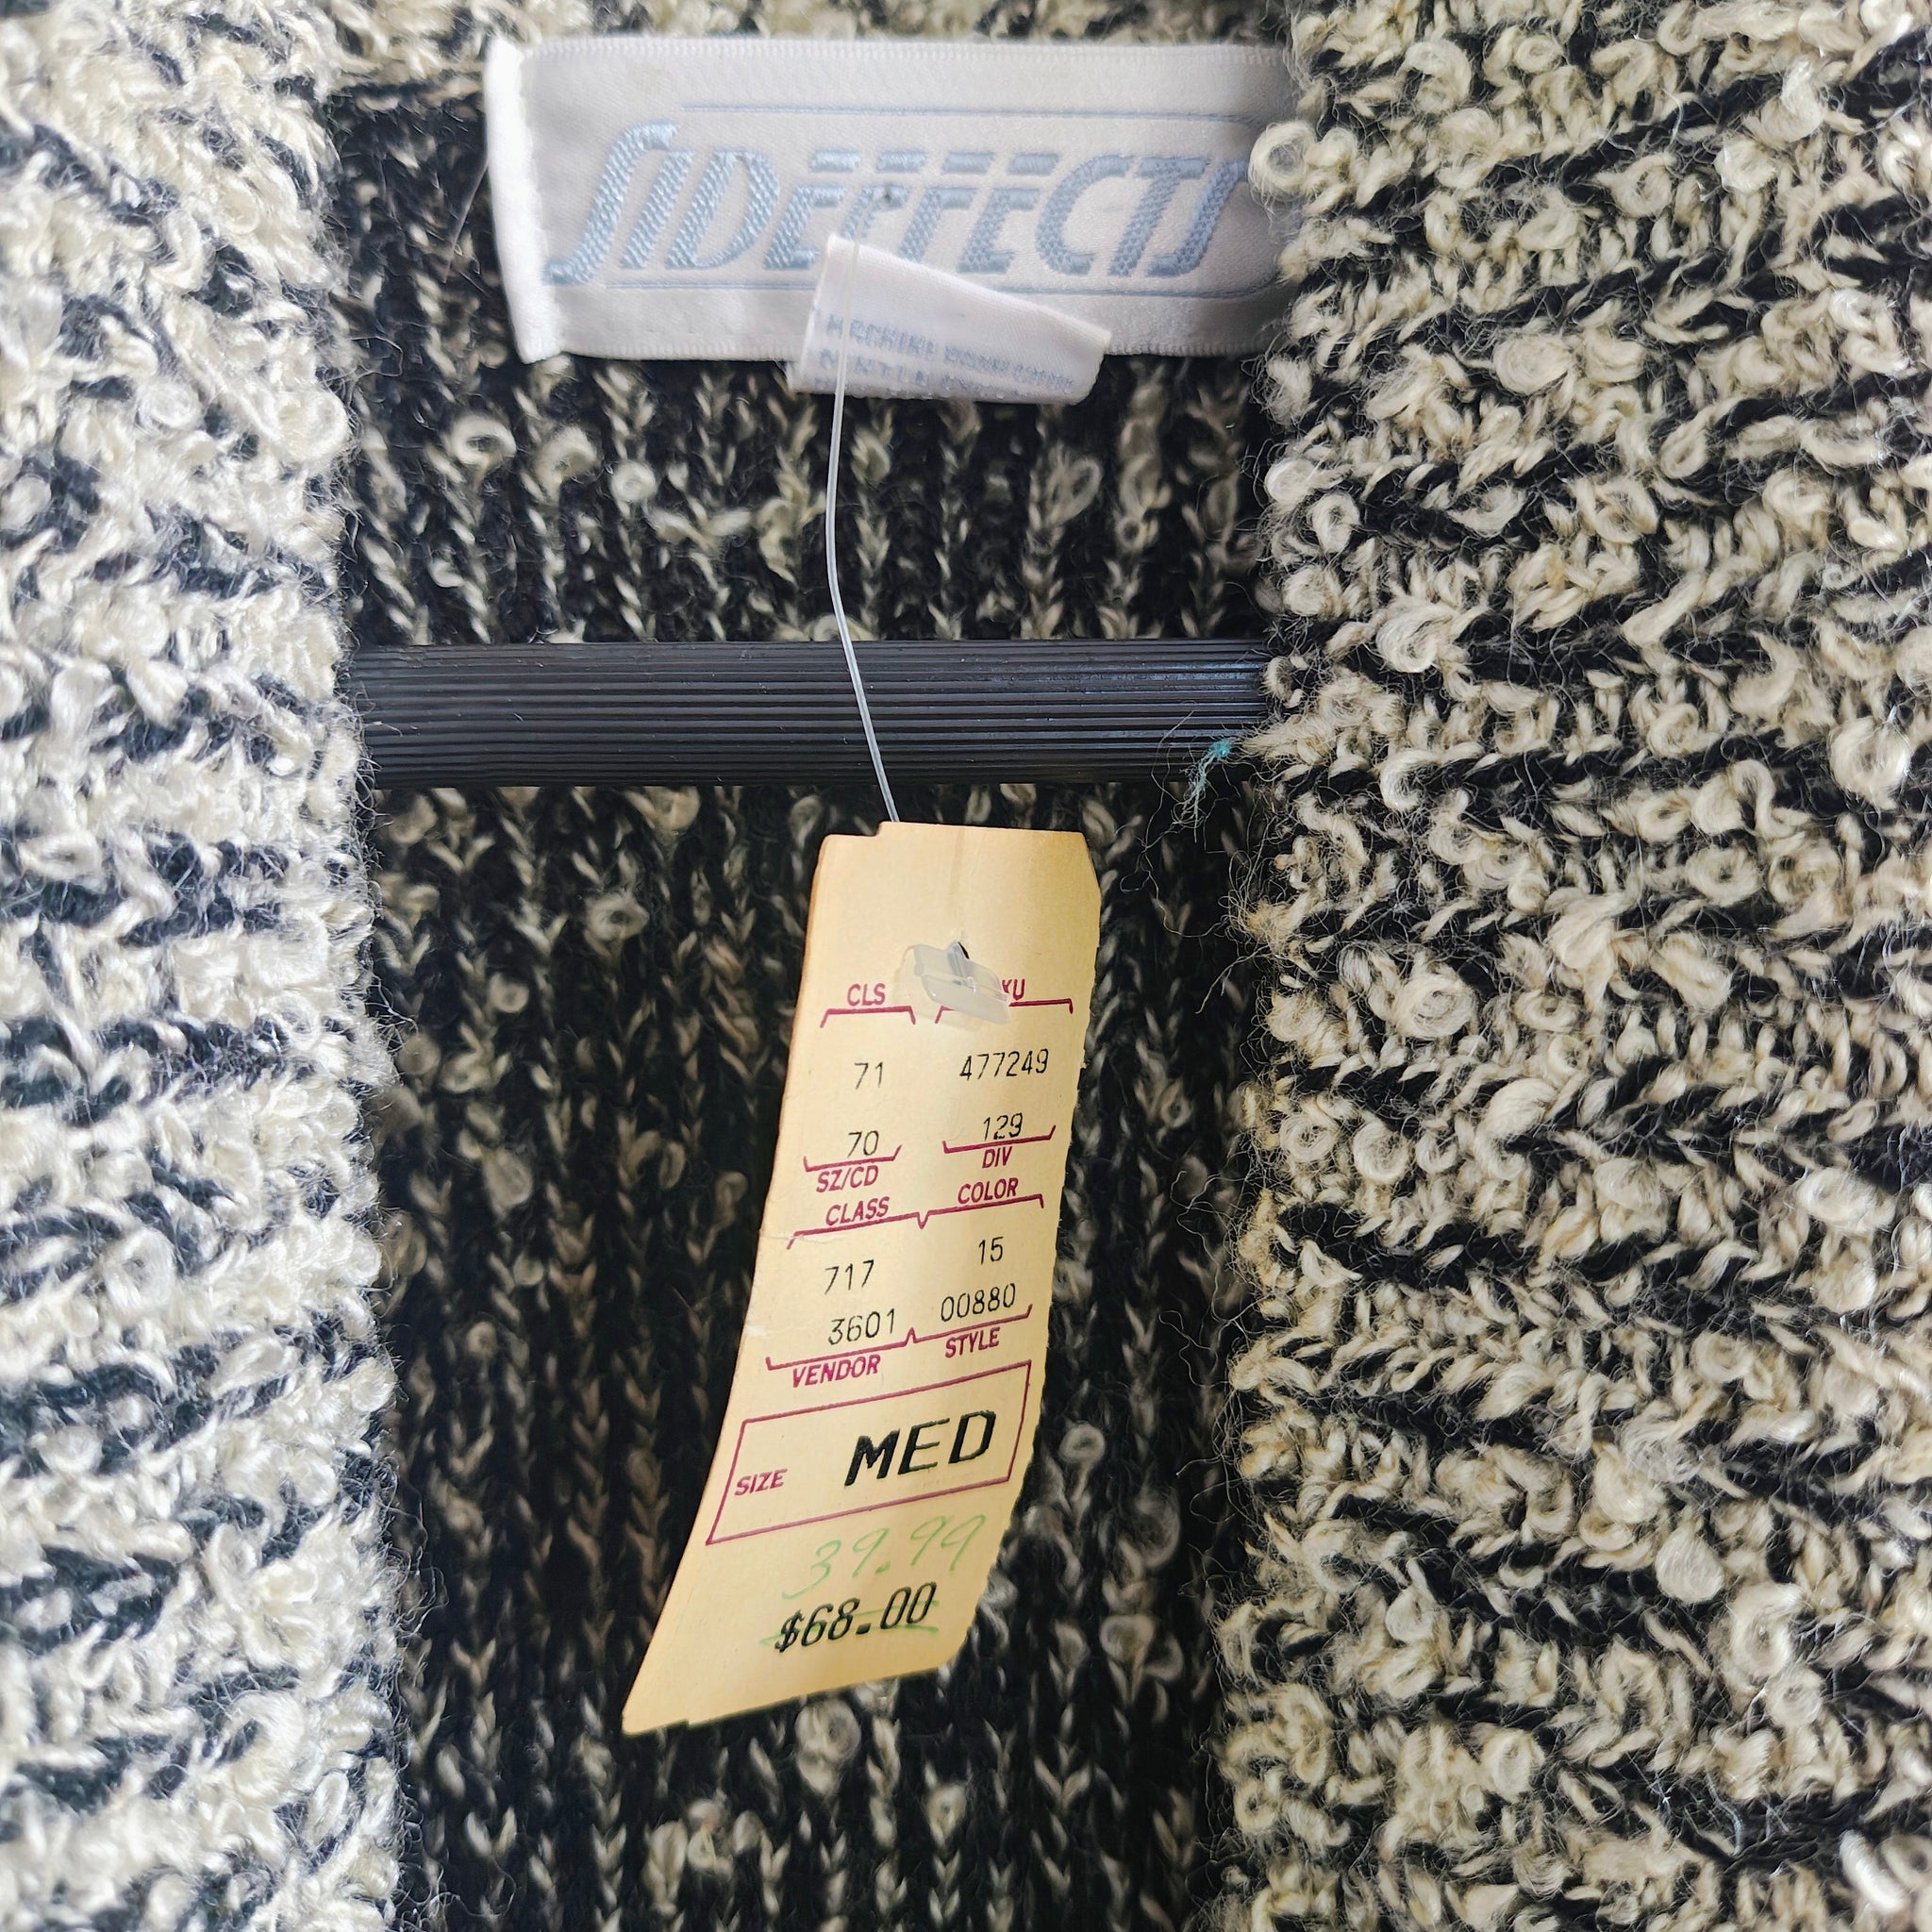 SIDEFFECTS
CLS
71 477249
70 129
SZ/CD DIV
CLASS COLOR
717 15
3601 00880
VENDOR STYLE
SIZE MED
39.99
$68.00